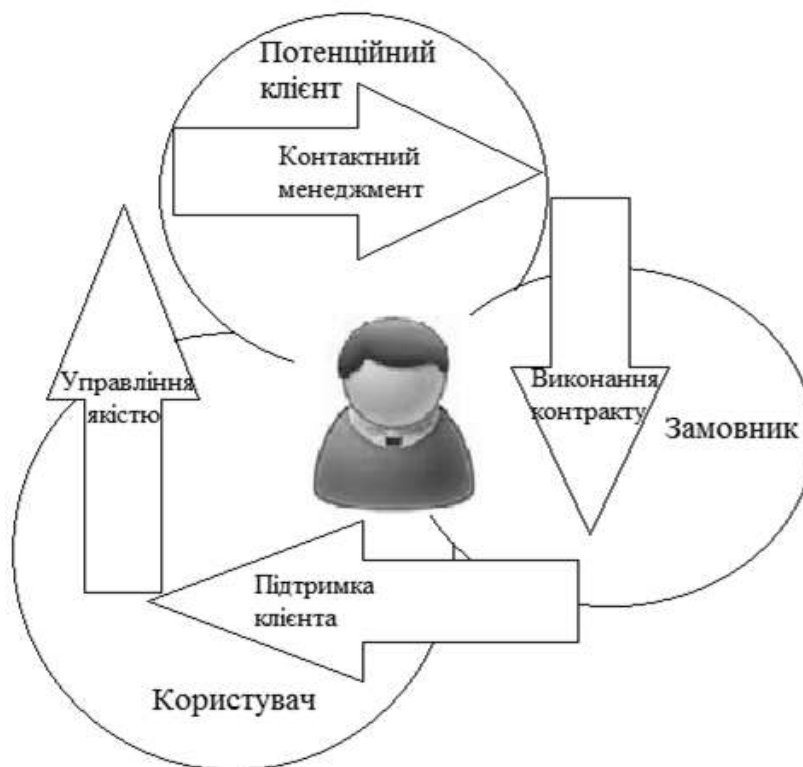 Потенційний
клієнт
Контактний
менеджмент
Управління
якістю
Виконання
контракту
Замовник
Підтримка
клієнта
Користувач